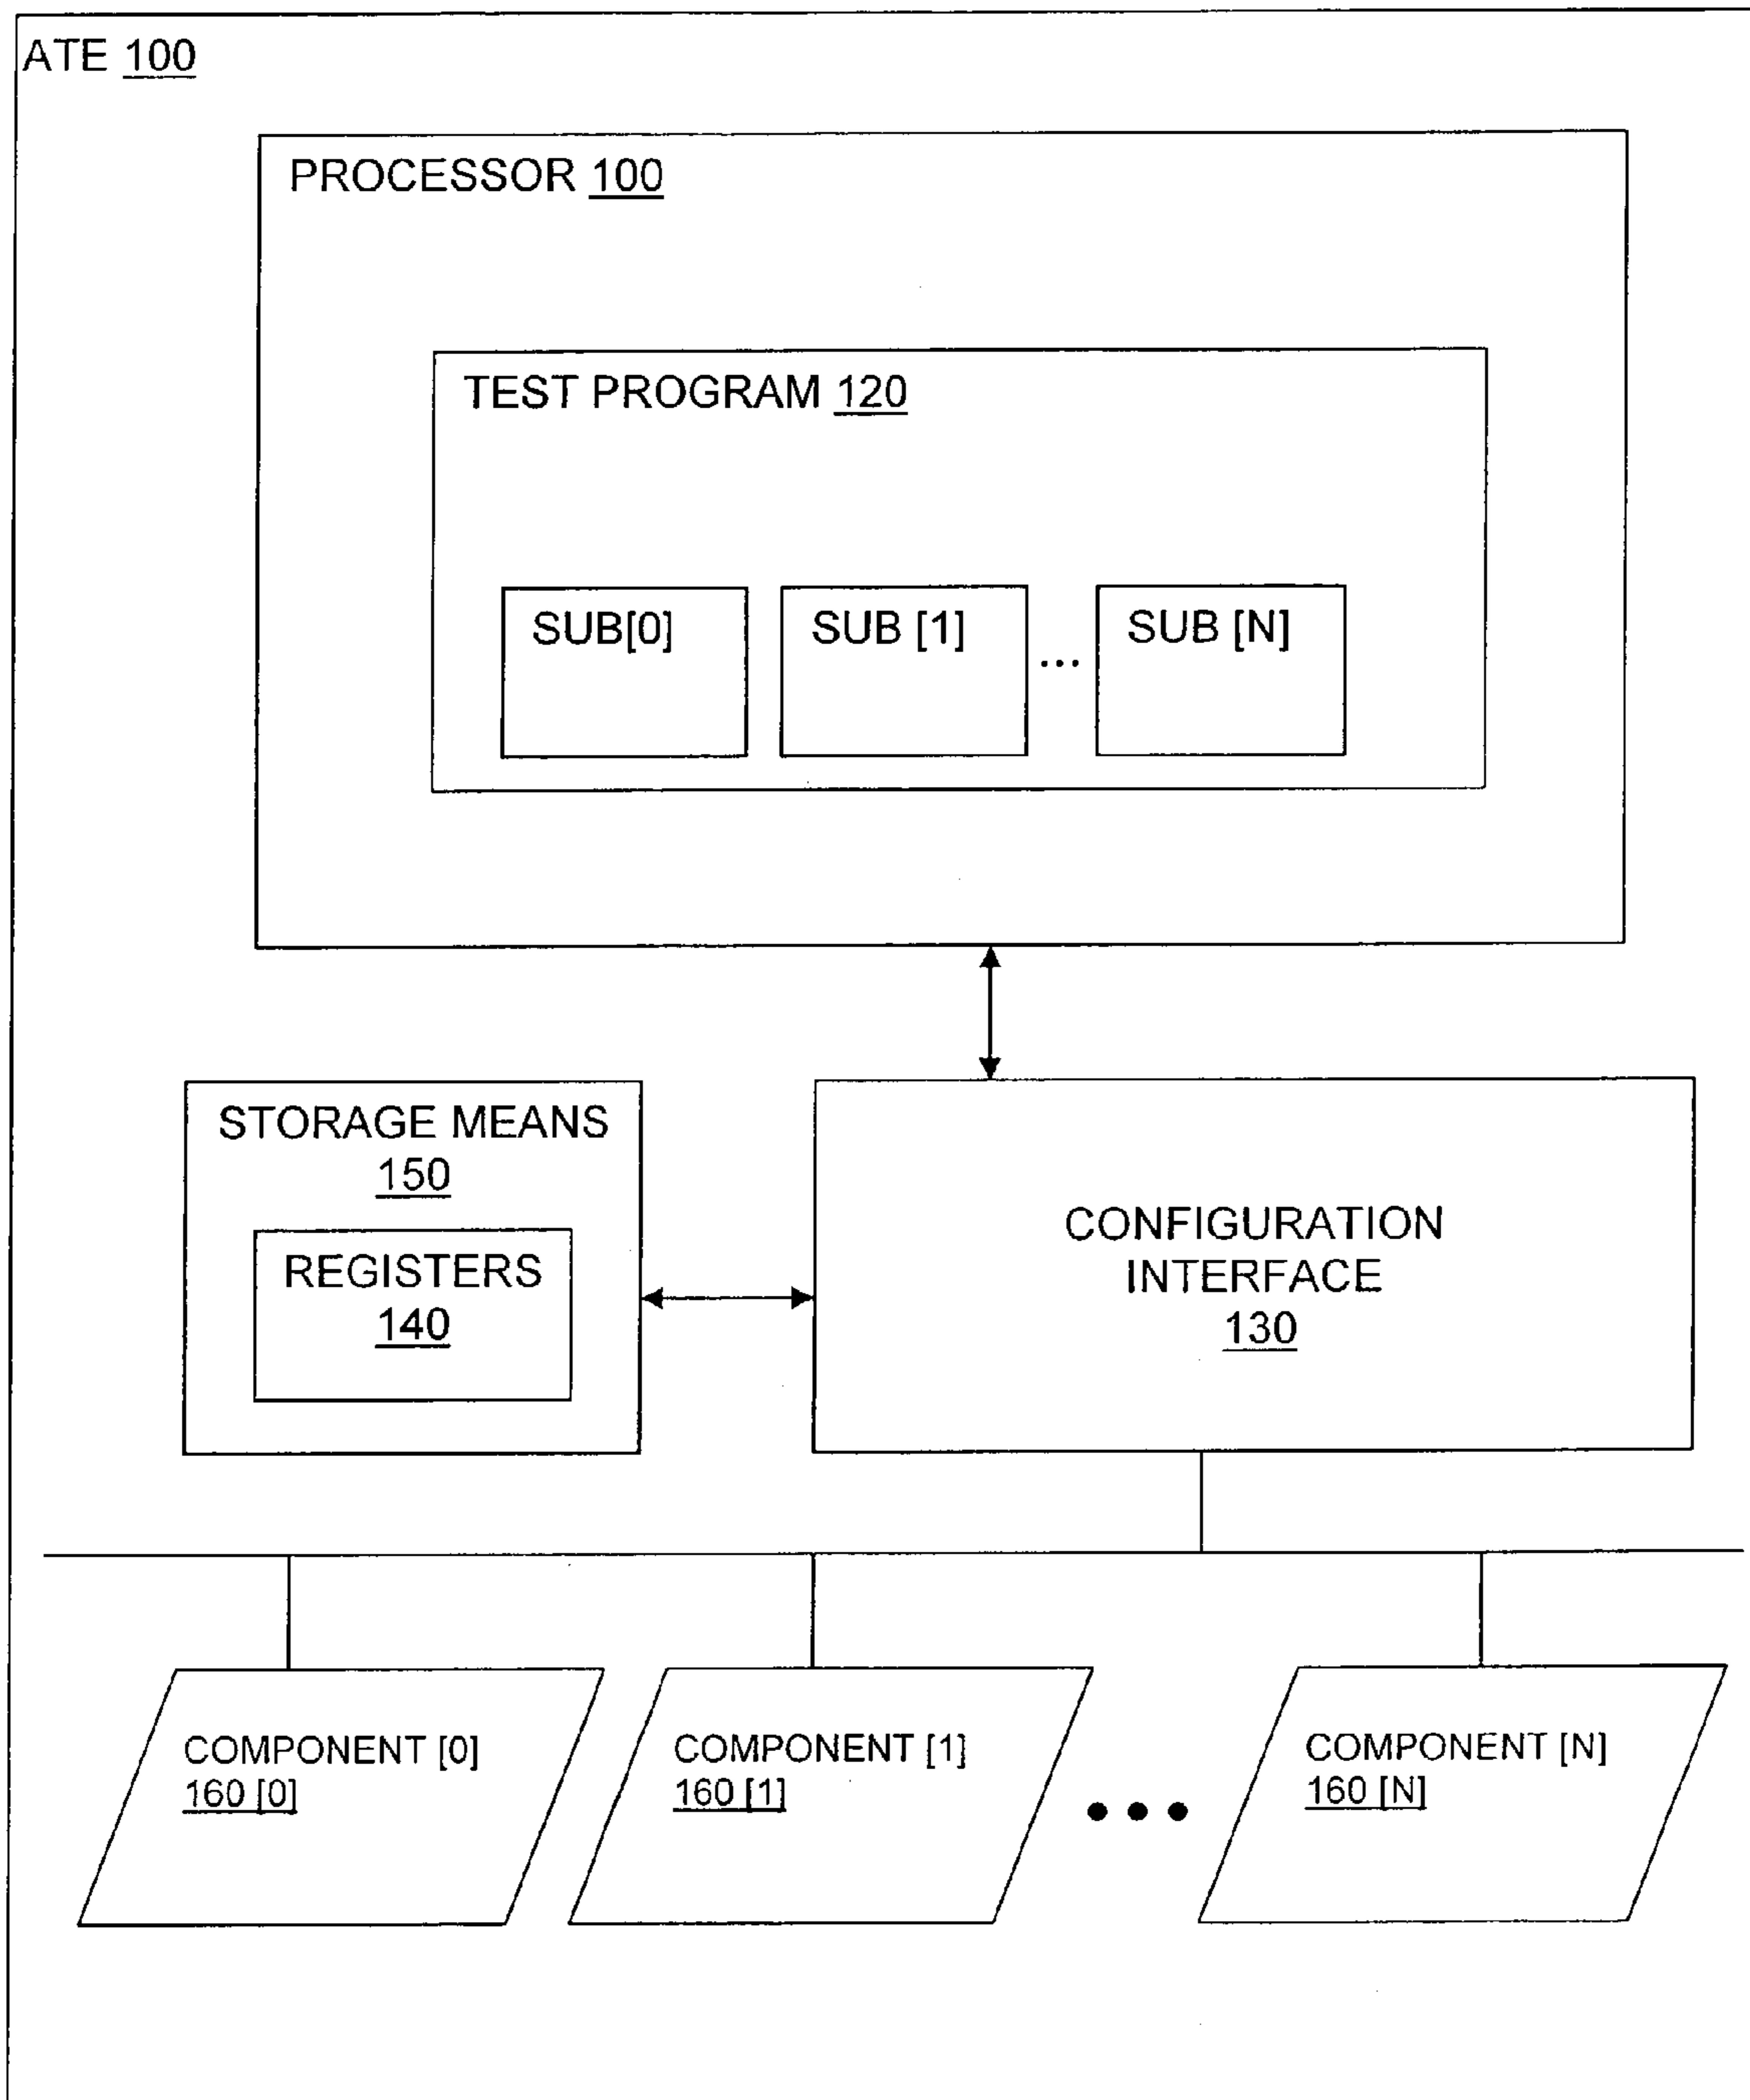 ATE 100
PROCESSOR 100
TEST PROGRAM 120
SUB[0]
SUB [1]
...
SUB [N]
STORAGE MEANS
150
REGISTERS
140
CONFIGURATION
INTERFACE
130
COMPONENT [0]
160 [0]
COMPONENT [1]
160 [1]
COMPONENT [N]
160 [N]